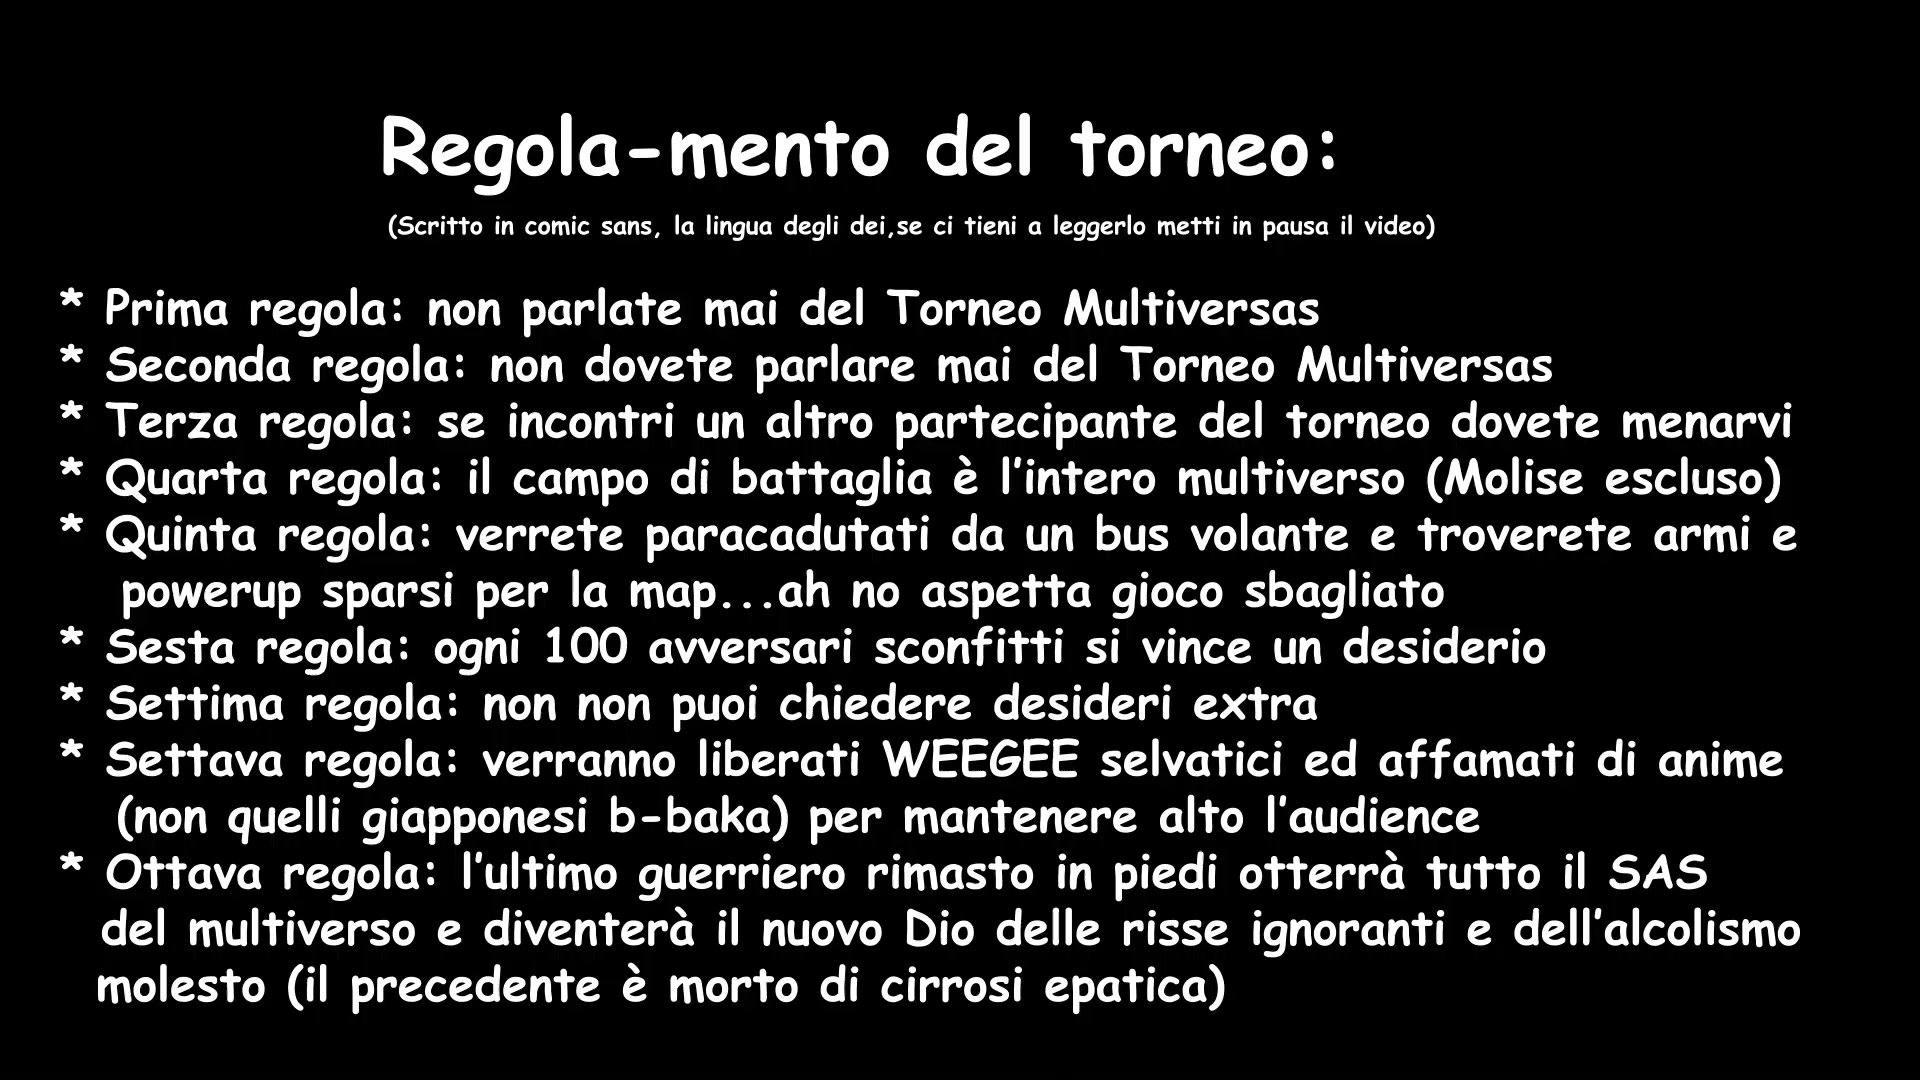 Regola-mento del torneo:
(Scritto in comic sans, la lingua degli dei,se ci tieni a leggerlo metti in pausa il video)
* Prima regola: non parlate mai del Torneo Multiversas
* Seconda regola: non dovete parlare mai del Torneo Multiversas
* Terza regola: se incontri un altro partecipante del torneo dovete menarvi
* Quarta regola: il campo di battaglia è l'intero multiverso (Molise escluso)
* Quinta regola: verrete paracadutati da un bus volante e troverete armi e
powerup sparsi per la map...ah no aspetta gioco sbagliato
* Sesta regola: ogni 100 avversari sconfitti si vince un desiderio
* Settima regola: non non puoi chiedere desideri extra
* Settava regola: verranno liberati WEEGEE selvatici ed affamati di anime
(non quelli giapponesi b-baka) per mantenere alto l'audience
* Ottava regola: l'ultimo guerriero rimasto in piedi otterrà tutto il SAS
del multiverso e diventerà il nuovo Dio delle risse ignoranti e dell'alcolismo
molesto (il precedente è morto di cirrosi epatica)